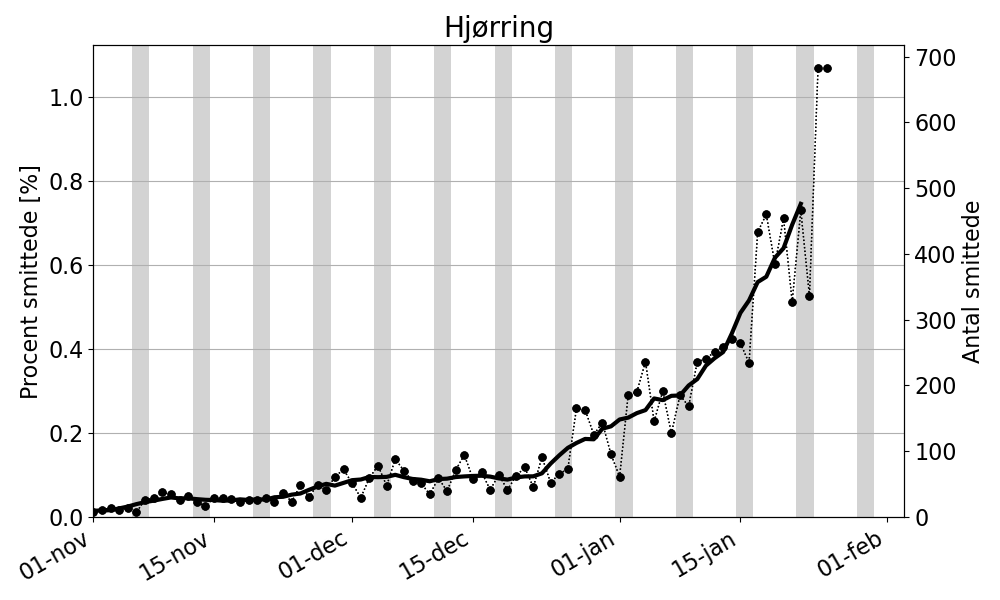 Hjørring
Procent smittede [%]
1.0
0.8
0.6
0.4
0.2
0.0
700
600
500
400
300
200
100
0
Antal smittede
01-nov
15-nov
01-dec
15-dec
01-jan
15-jan
01-feb